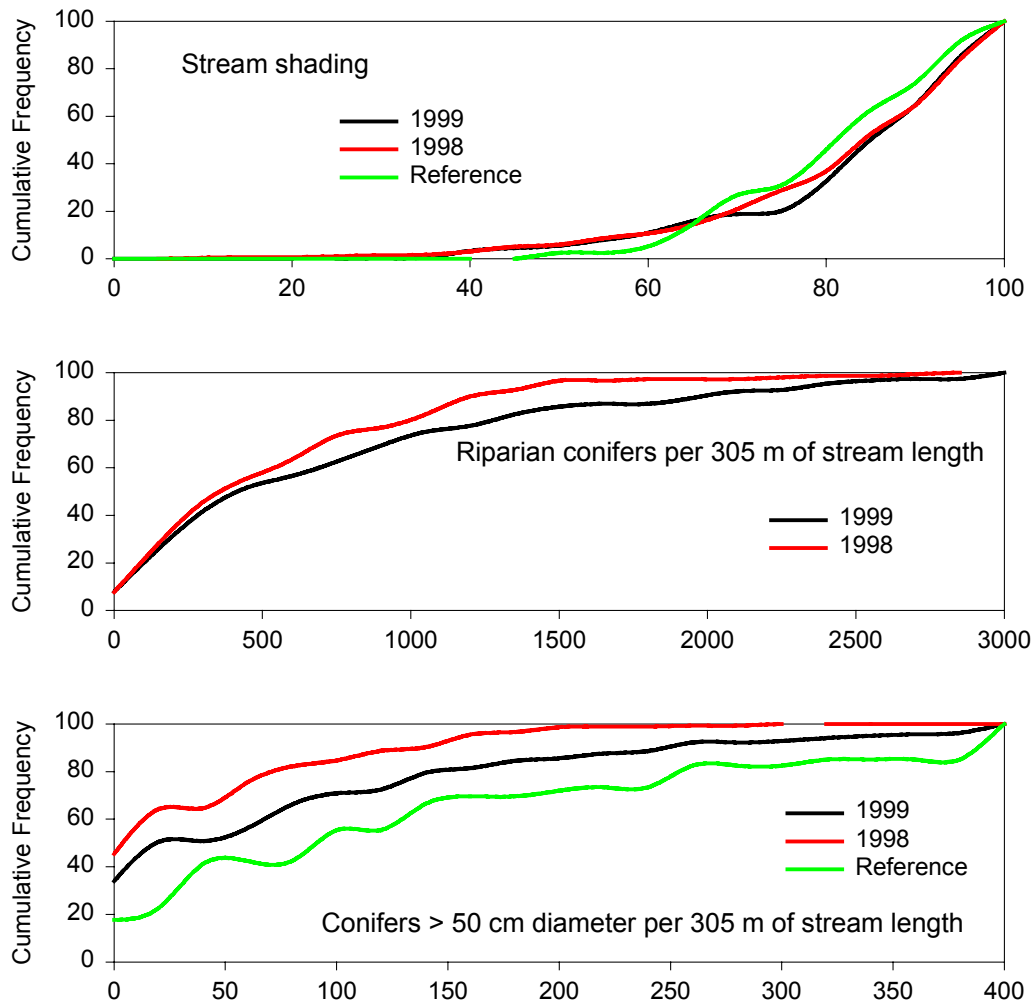 Cumulative Frequency
100
80
60
40
20
0
Stream shading
1999
1998
Reference
0 20 40 60 80 100
Cumulative Frequency
100
80
60
40
20
0
Riparian conifers per 305 m of stream length
1999
1998
0 500 1000 1500 2000 2500 3000
Cumulative Frequency
100
80
60
40
20
0
1999
1998
Reference
Conifers > 50 cm diameter per 305 m of stream length
0 50 100 150 200 250 300 350 400